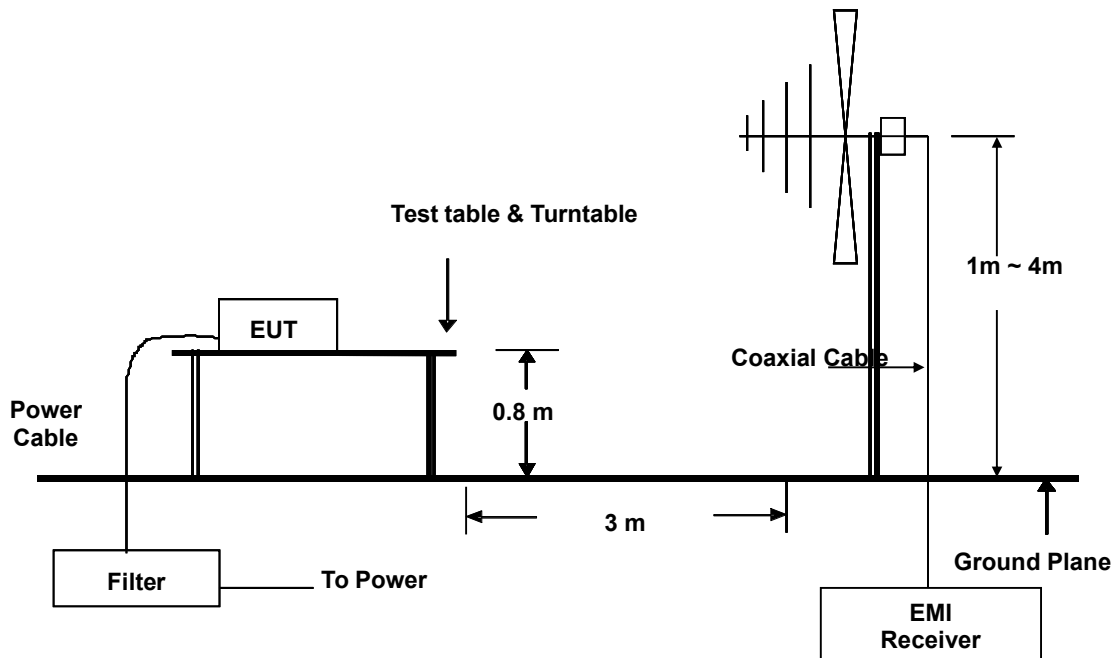 Test table & Turntable
EUT
1m ~ 4m
Coaxial Cable
Power
Cable
0.8 m
3 m
Ground Plane
Filter
To Power
EMI
Receiver